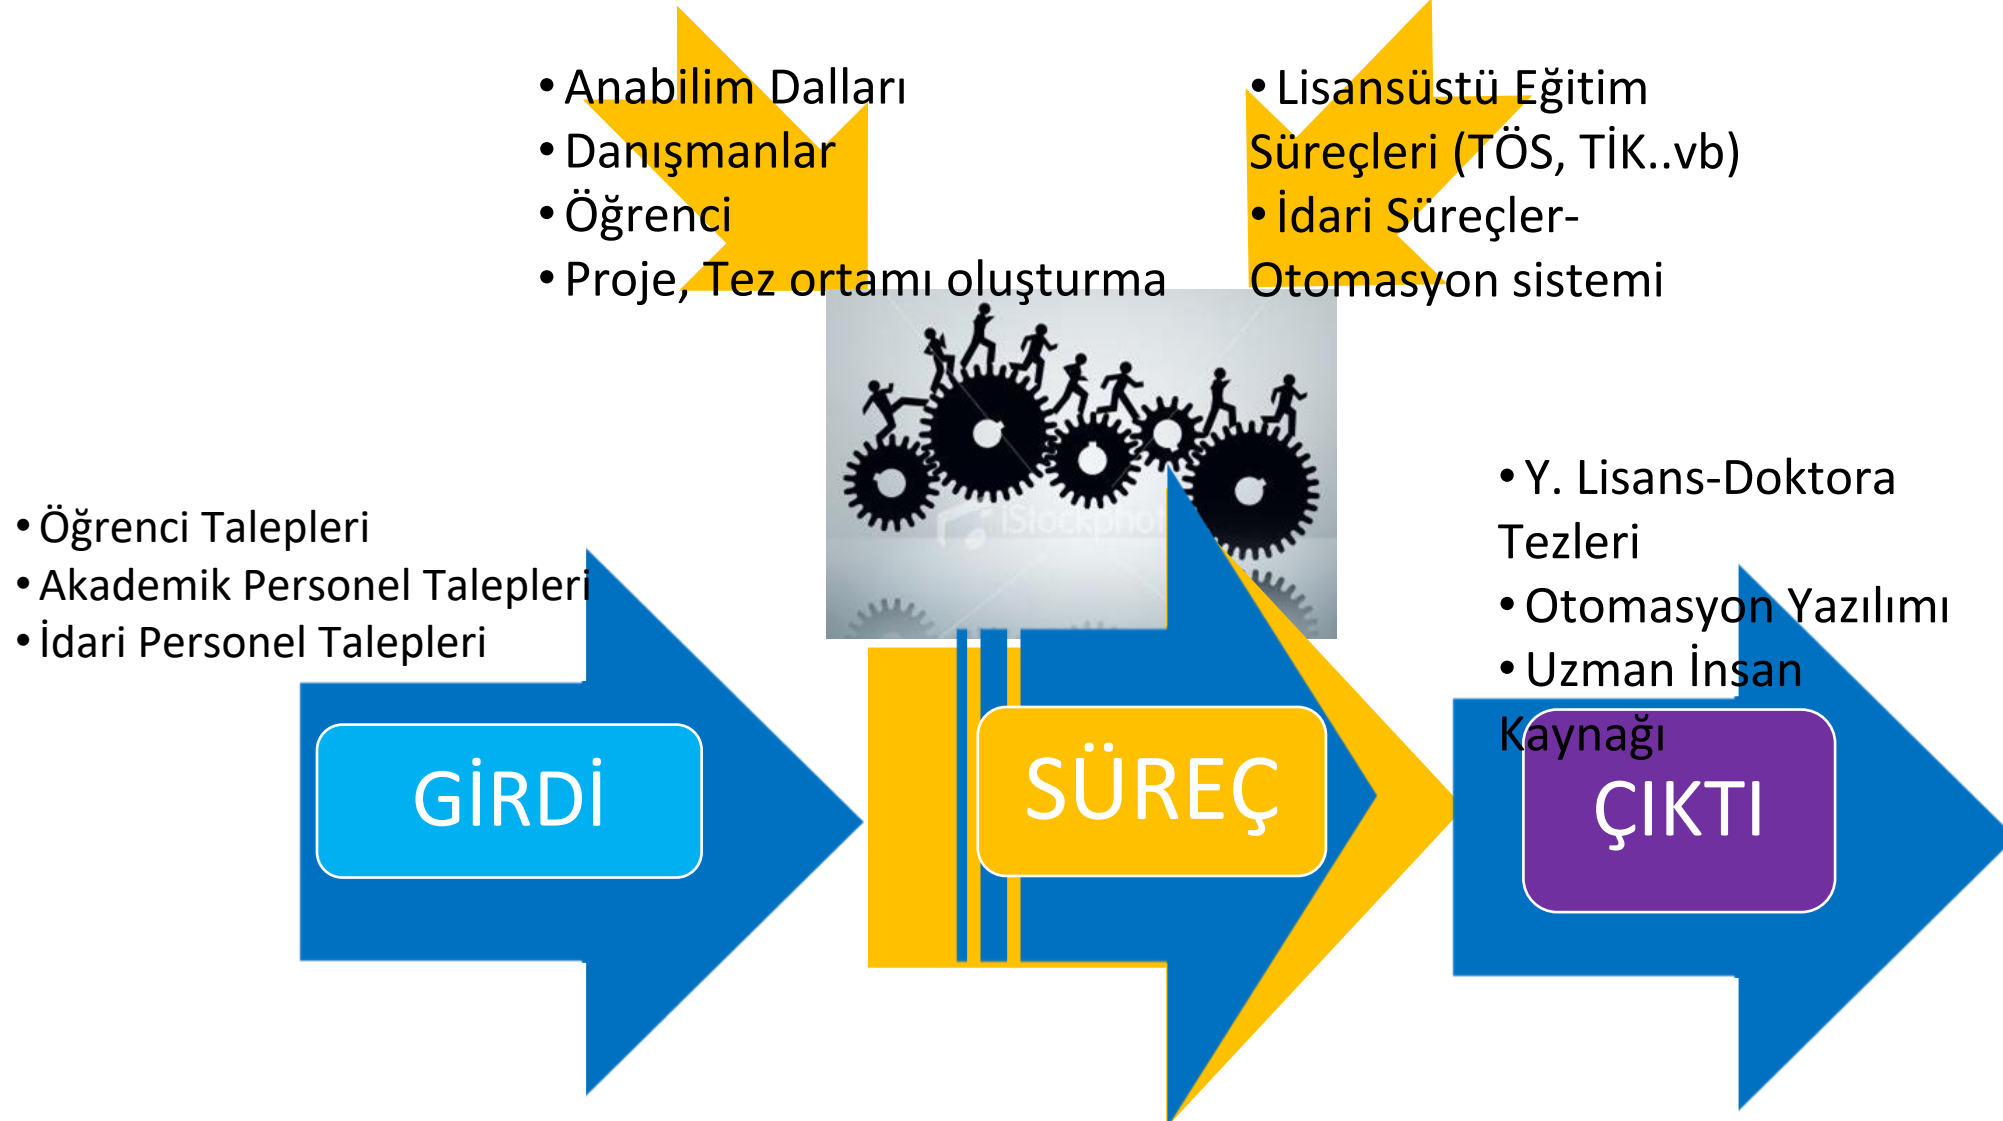 • Anabilim Dalları
• Danışmanlar
• Öğrenci
• Proje, Tez ortamı oluşturma
• Lisansüstü Eğitim
Süreçleri (TÖS, TİK..vb)
• İdari Süreçler-
Otomasyon sistemi
iStockphoto
• Öğrenci Talepleri
• Akademik Personel Talepleri
• İdari Personel Talepleri
• Y. Lisans-Doktora
Tezleri
• Otomasyon Yazılımı
• Uzman İnsan
Kaynağı
GİRDİ
SÜREÇ
ÇIKTI